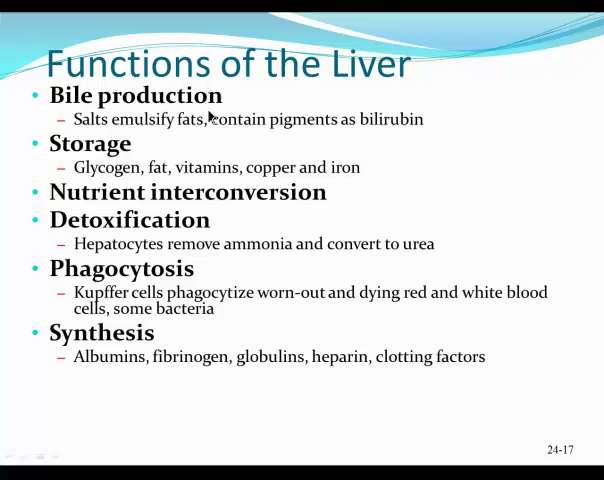 Functions of the Liver
• Bile production
– Salts emulsify fats, contain pigments as bilirubin
• Storage
– Glycogen, fat, vitamins, copper and iron
• Nutrient interconversion
• Detoxification
– Hepatocytes remove ammonia and convert to urea
• Phagocytosis
– Kupffer cells phagocytize worn-out and dying red and white blood
cells, some bacteria
• Synthesis
– Albumins, fibrinogen, globulins, heparin, clotting factors
24-17